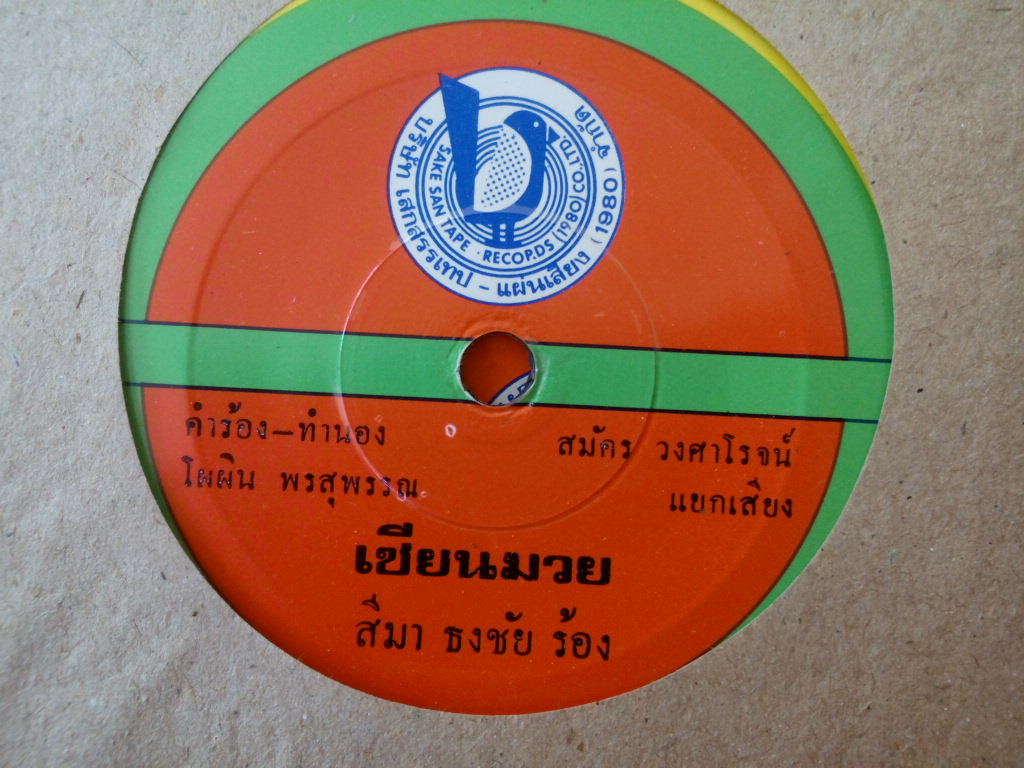 บริษัท เสกสรรเทป - แผ่นเสียง (1980) จำกัด
SAKE SAN TAPE · RECORDS (1980) CO., LTD.
คำร้อง-ทำนอง
โผผิน พรสุพรรณ
สมัคร วงศาโรจน์
แยกเสียง
เซียนมวย
สีมา ธงชัย ร้อง